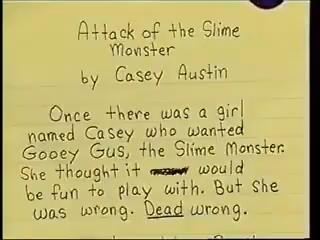 Attack of the Slime
Monster
by Casey Austin
Once there was a girl
named Casey who wanted
Gooey Gus, the Slime Monster.
She thought it would
be fun to play with. But she
was wrong. Dead wrong.